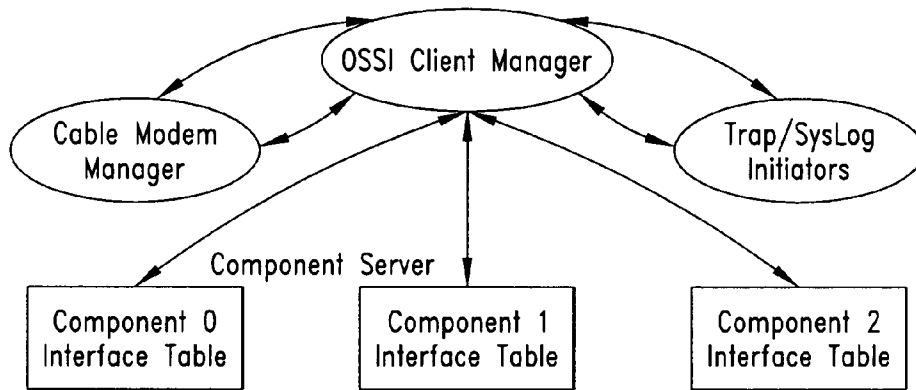 OSSI Client Manager
Cable Modem
Manager
Trap/SysLog
Initiators
Component Server
Component 0
Interface Table
Component 1
Interface Table
Component 2
Interface Table